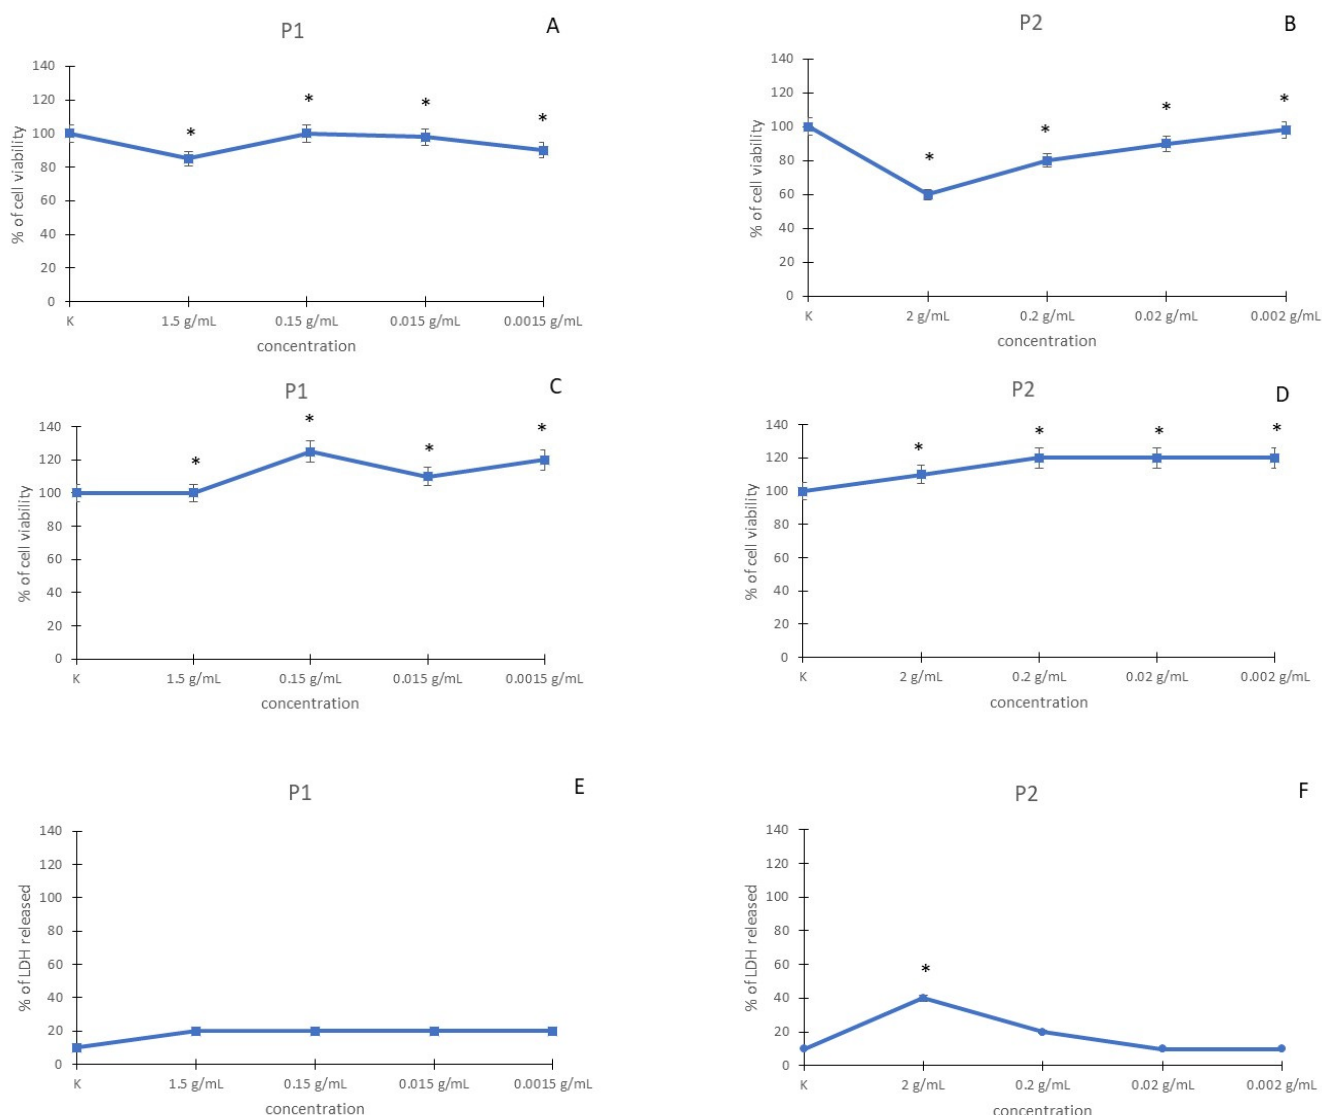 P1
A
140
120
100
80
60
40
20
0
% of cell viability
* * * *
K 1.5 g/mL 0.15 g/mL 0.015 g/mL 0.0015 g/mL
concentration
P2
B
140
120
100
80
60
40
20
0
% of cell viability
* * * *
K 2 g/mL 0.2 g/mL 0.02 g/mL 0.002 g/mL
concentration
P1
C
140
120
100
80
60
40
20
0
% of cell viability
* * * *
K 1.5 g/mL 0.15 g/mL 0.015 g/mL 0.0015 g/mL
concentration
P2
D
140
120
100
80
60
40
20
0
% of cell viability
* * * *
K 2 g/mL 0.2 g/mL 0.02 g/mL 0.002 g/mL
concentration
P1
E
140
120
100
80
60
40
20
0
% of LDH released
K 1.5 g/mL 0.15 g/mL 0.015 g/mL 0.0015 g/mL
concentration
P2
F
140
120
100
80
60
40
20
0
% of LDH released
*
K 2 g/mL 0.2 g/mL 0.02 g/mL 0.002 g/mL
concentration